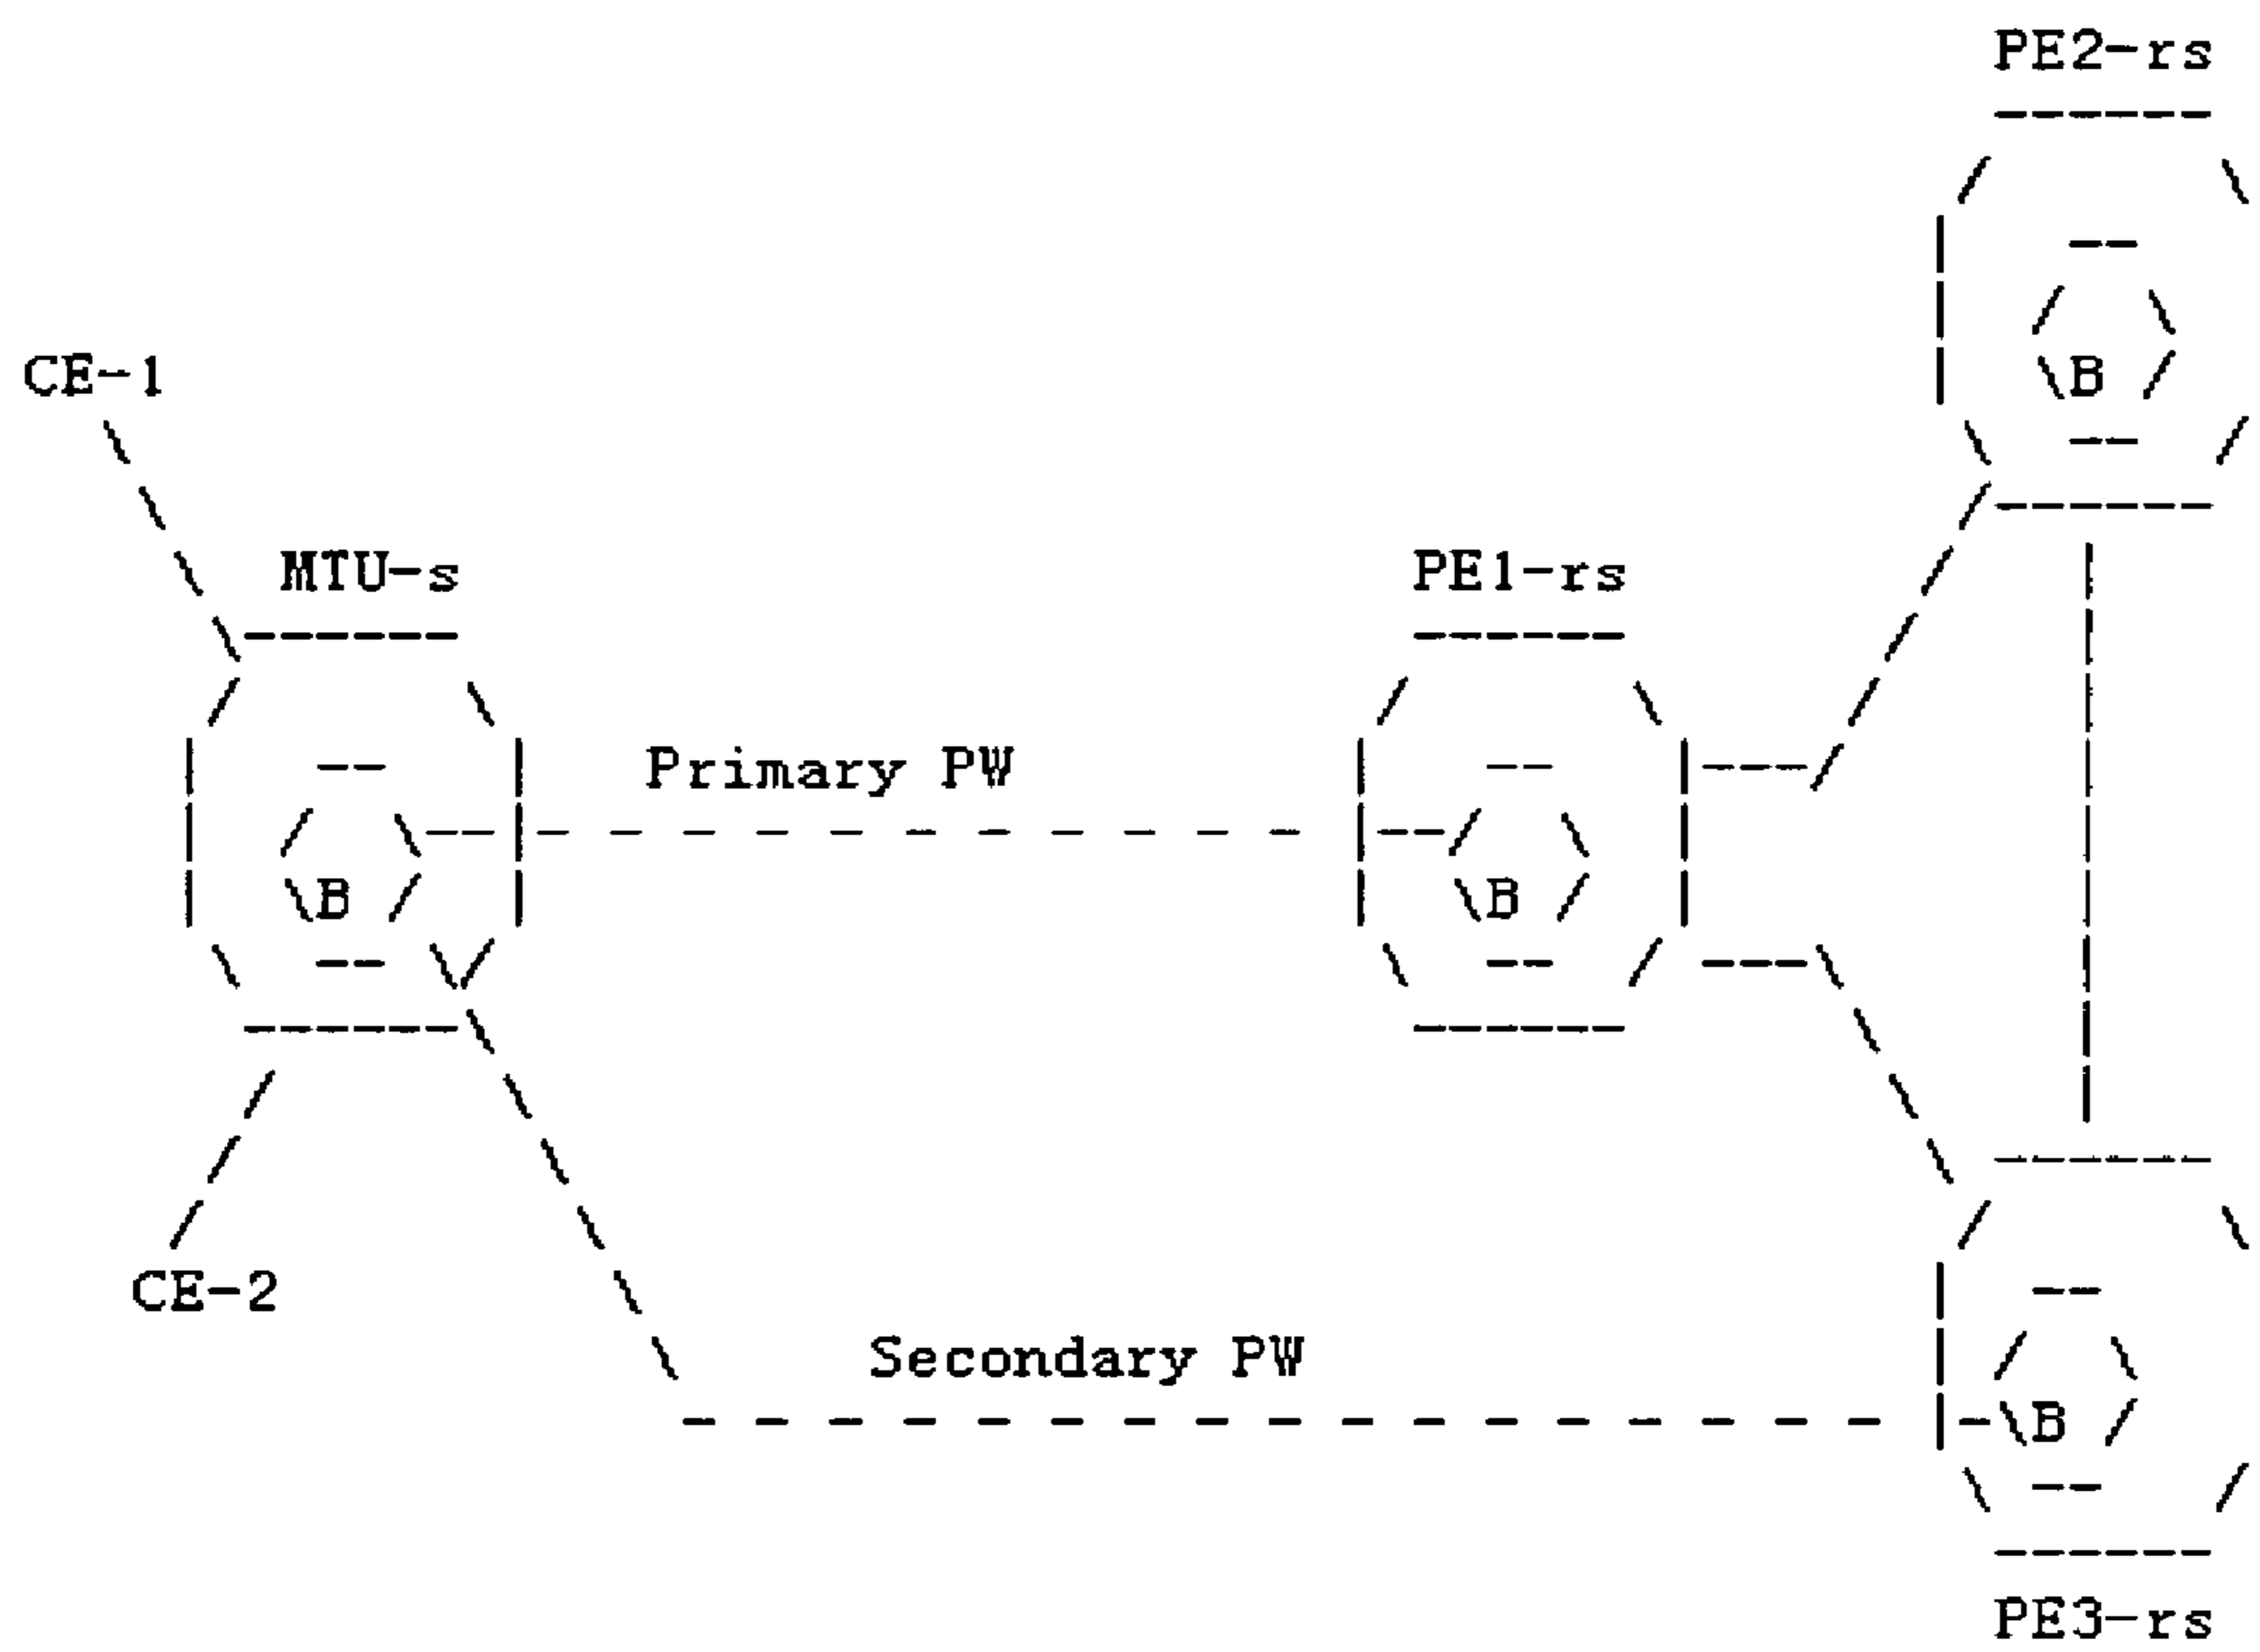 PE2-rs
B
CE-1
MTU-s
PE1-rs
Primary PW
B
B
CE-2
Secondary PW
B
PE3-rs